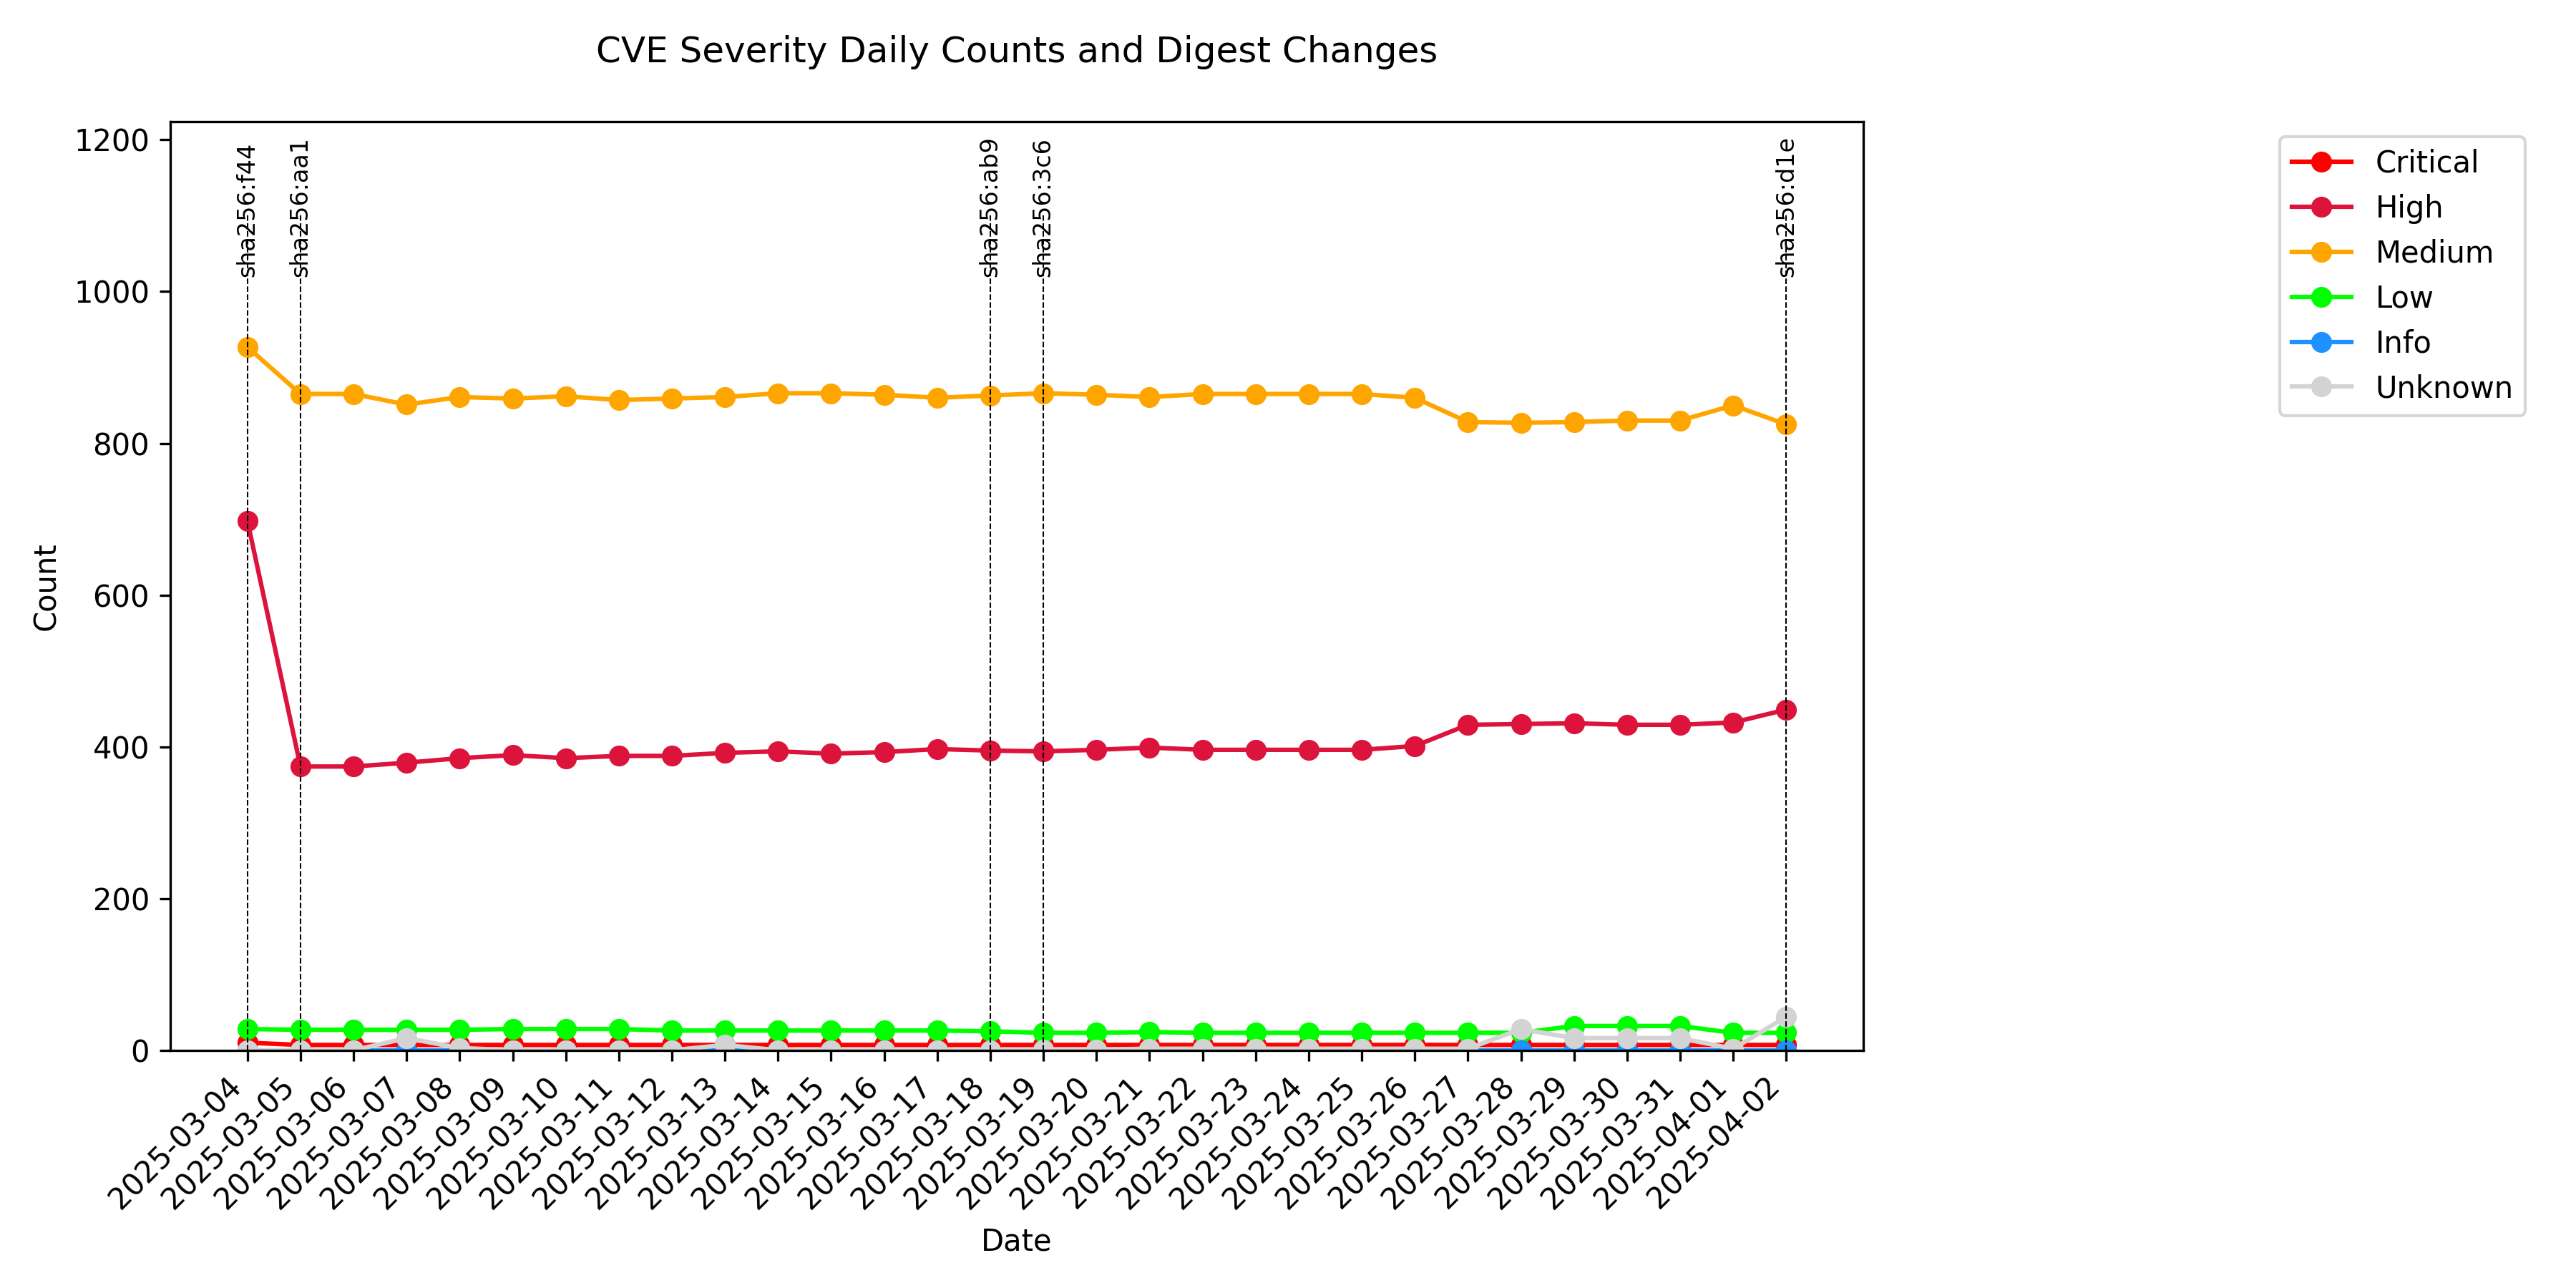 CVE Severity Daily Counts and Digest Changes
1200
1000
800
600
400
200
0
Count
sha256:f44
sha256:aa1
sha256:ab9
sha256:3c6
sha256:d1e
Critical
High
Medium
Low
Info
Unknown
2025-03-04
2025-03-05
2025-03-06
2025-03-07
2025-03-08
2025-03-09
2025-03-10
2025-03-11
2025-03-12
2025-03-13
2025-03-14
2025-03-15
2025-03-16
2025-03-17
2025-03-18
2025-03-19
2025-03-20
2025-03-21
2025-03-22
2025-03-23
2025-03-24
2025-03-25
2025-03-26
2025-03-27
2025-03-28
2025-03-29
2025-03-30
2025-03-31
2025-04-01
2025-04-02
Date